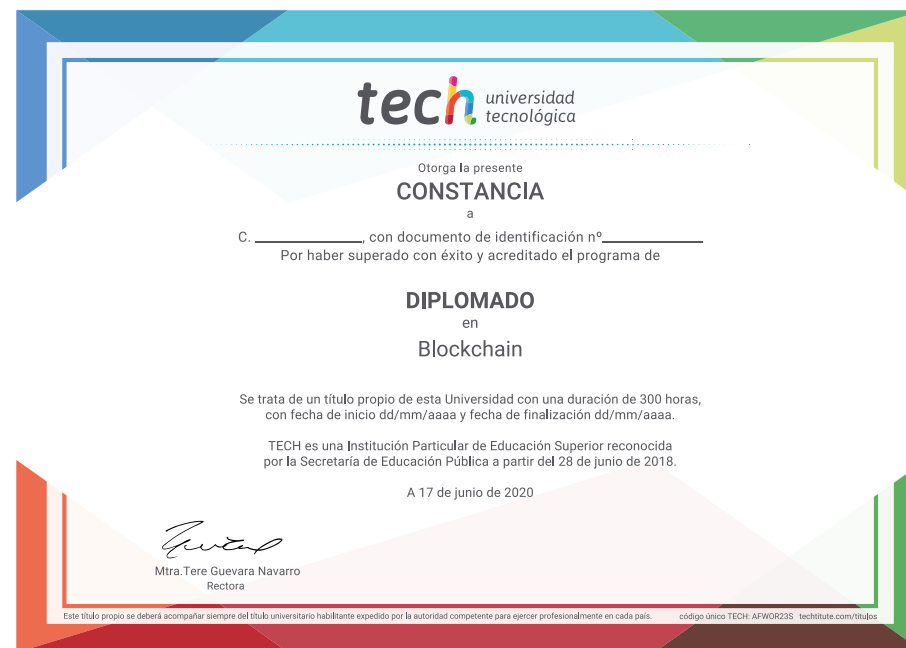 tech universidad
tecnológica
Otorga la presente
CONSTANCIA
a
C. ______________, con documento de identificación nº_____________
Por haber superado con éxito y acreditado el programa de
DIPLOMADO
en
Blockchain
Se trata de un título propio de esta Universidad con una duración de 300 horas,
con fecha de inicio dd/mm/aaaa y fecha de finalización dd/mm/aaaa.
TECH es una Institución Particular de Educación Superior reconocida
por la Secretaría de Educación Pública a partir del 28 de junio de 2018.
A 17 de junio de 2020
Mtra.Tere Guevara Navarro
Rectora
Este título propio se deberá acompañar siempre del título universitario habilitante expedido por la autoridad competente para ejercer profesionalmente en cada país. código único TECH: AFWOR23S techtitute.com/titulos